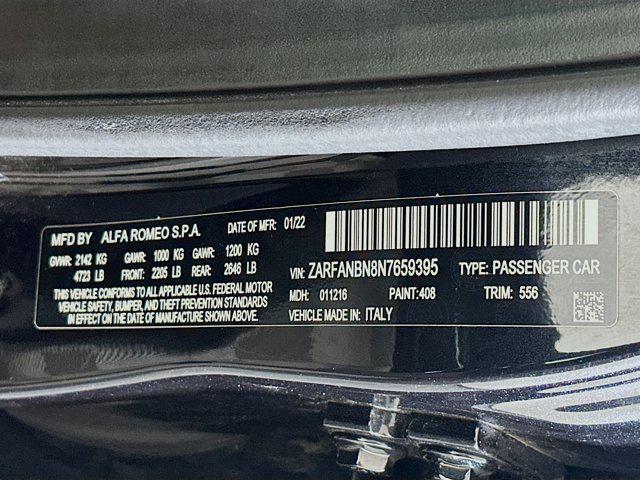 MFD BY ALFA ROMEO S.P.A. DATE OF MFR: 01/22
GVWR: 2142 KG GAWR: 1000 KG GAWR: 1200 KG
4723 LB FRONT: 2205 LB REAR: 2646 LB
THIS VEHICLE CONFORMS TO ALL APPLICABLE U.S. FEDERAL MOTOR
VEHICLE SAFETY, BUMPER, AND THEFT PREVENTION STANDARDS
IN EFFECT ON THE DATE OF MANUFACTURE SHOWN ABOVE.
VIN: ZARFANBN8N7659395 TYPE: PASSENGER CAR
MDH: 011216 PAINT: 408 TRIM: 556
VEHICLE MADE IN: ITALY